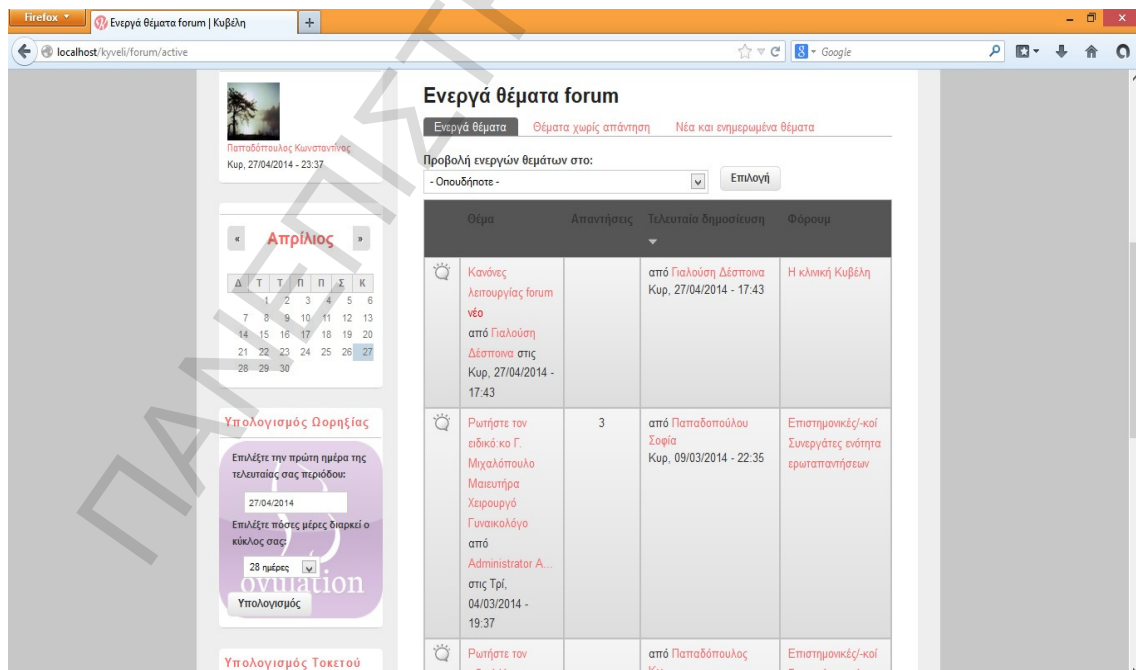 Firefox
Ενεργά θέματα forum | Κυβέλη
localhost/kyveli/forum/active
Google
Παπαδόπουλος Κωνσταντίνος
Κυρ, 27/04/2014 - 23:37
« Απρίλιος »
Δ Τ Τ Π Π Σ Κ
1 2 3 4 5 6
7 8 9 10 11 12 13
14 15 16 17 18 19 20
21 22 23 24 25 26 27
28 29 30
Υπολογισμός Ωορηξίας
Επιλέξτε την πρώτη ημέρα της
τελευταίας σας περιόδου:
27/04/2014
Επιλέξτε πόσες μέρες διαρκεί ο
κύκλος σας:
28 ημέρες
ovulation
Υπολογισμός
Υπολογισμός Τοκετού
Ενεργά θέματα forum
Ενεργά θέματα Θέματα χωρίς απάντηση Νέα και ενημερωμένα θέματα
Προβολή ενεργών θεμάτων στο:
- Οπουδήποτε - Επιλογή
Θέμα Απαντήσεις Τελευταία δημοσίευση Φόρουμ
Κανόνες
λειτουργίας forum
νέο
από Γιαλούση
Δέσποινα στις
Κυρ, 27/04/2014 -
17:43
από Γιαλούση Δέσποινα
Κυρ, 27/04/2014 - 17:43
Η κλινική Κυβέλη
Ρωτήστε τον
ειδικό:κο Γ.
Μιχαλόπουλο
Μαιευτήρα
Χειρουργό
Γυναικολόγο
από
Administrator A...
στις Τρί,
04/03/2014 -
19:37
3
από Παπαδοπούλου
Σοφία
Κυρ, 09/03/2014 - 22:35
Επιστημονικές/-κοί
Συνεργάτες ενότητα
ερωταπαντήσεων
Ρωτήστε τον
από Παπαδόπουλος
Επιστημονικές/-κοί